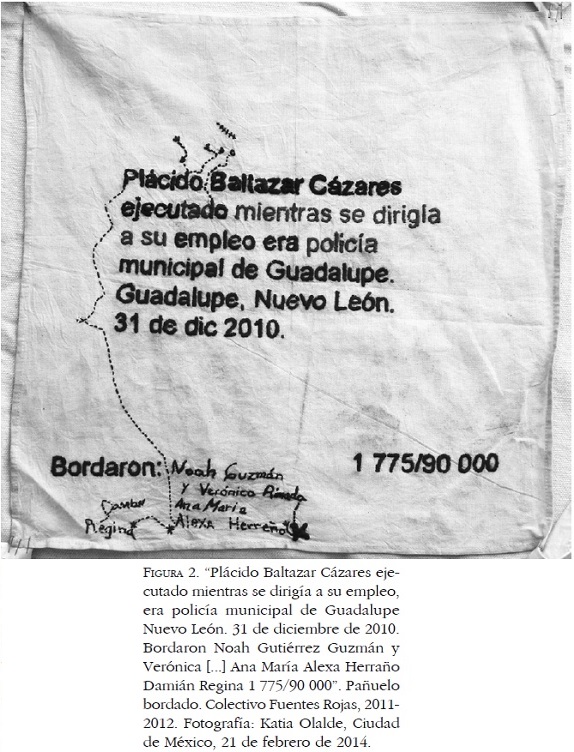 Plácido Baltazar Cázares
ejecutado mientras se dirigía
a su empleo era policía
municipal de Guadalupe.
Guadalupe, Nuevo León.
31 de dic 2010.
Bordaron: Noah Guzmán
y Verónica
Ana María
Alexa Herreño
Regina
1 775/90 000
FIGURA 2. “Plácido Baltazar Cázares eje-
cutado mientras se dirigía a su empleo,
era policía municipal de Guadalupe
Nuevo León. 31 de diciembre de 2010.
Bordaron Noah Gutiérrez Guzmán y
Verónica [...] Ana María Alexa Herraño
Damián Regina 1 775/90 000”. Pañuelo
bordado. Colectivo Fuentes Rojas, 2011-
2012. Fotografía: Katia Olalde, Ciudad
de México, 21 de febrero de 2014.